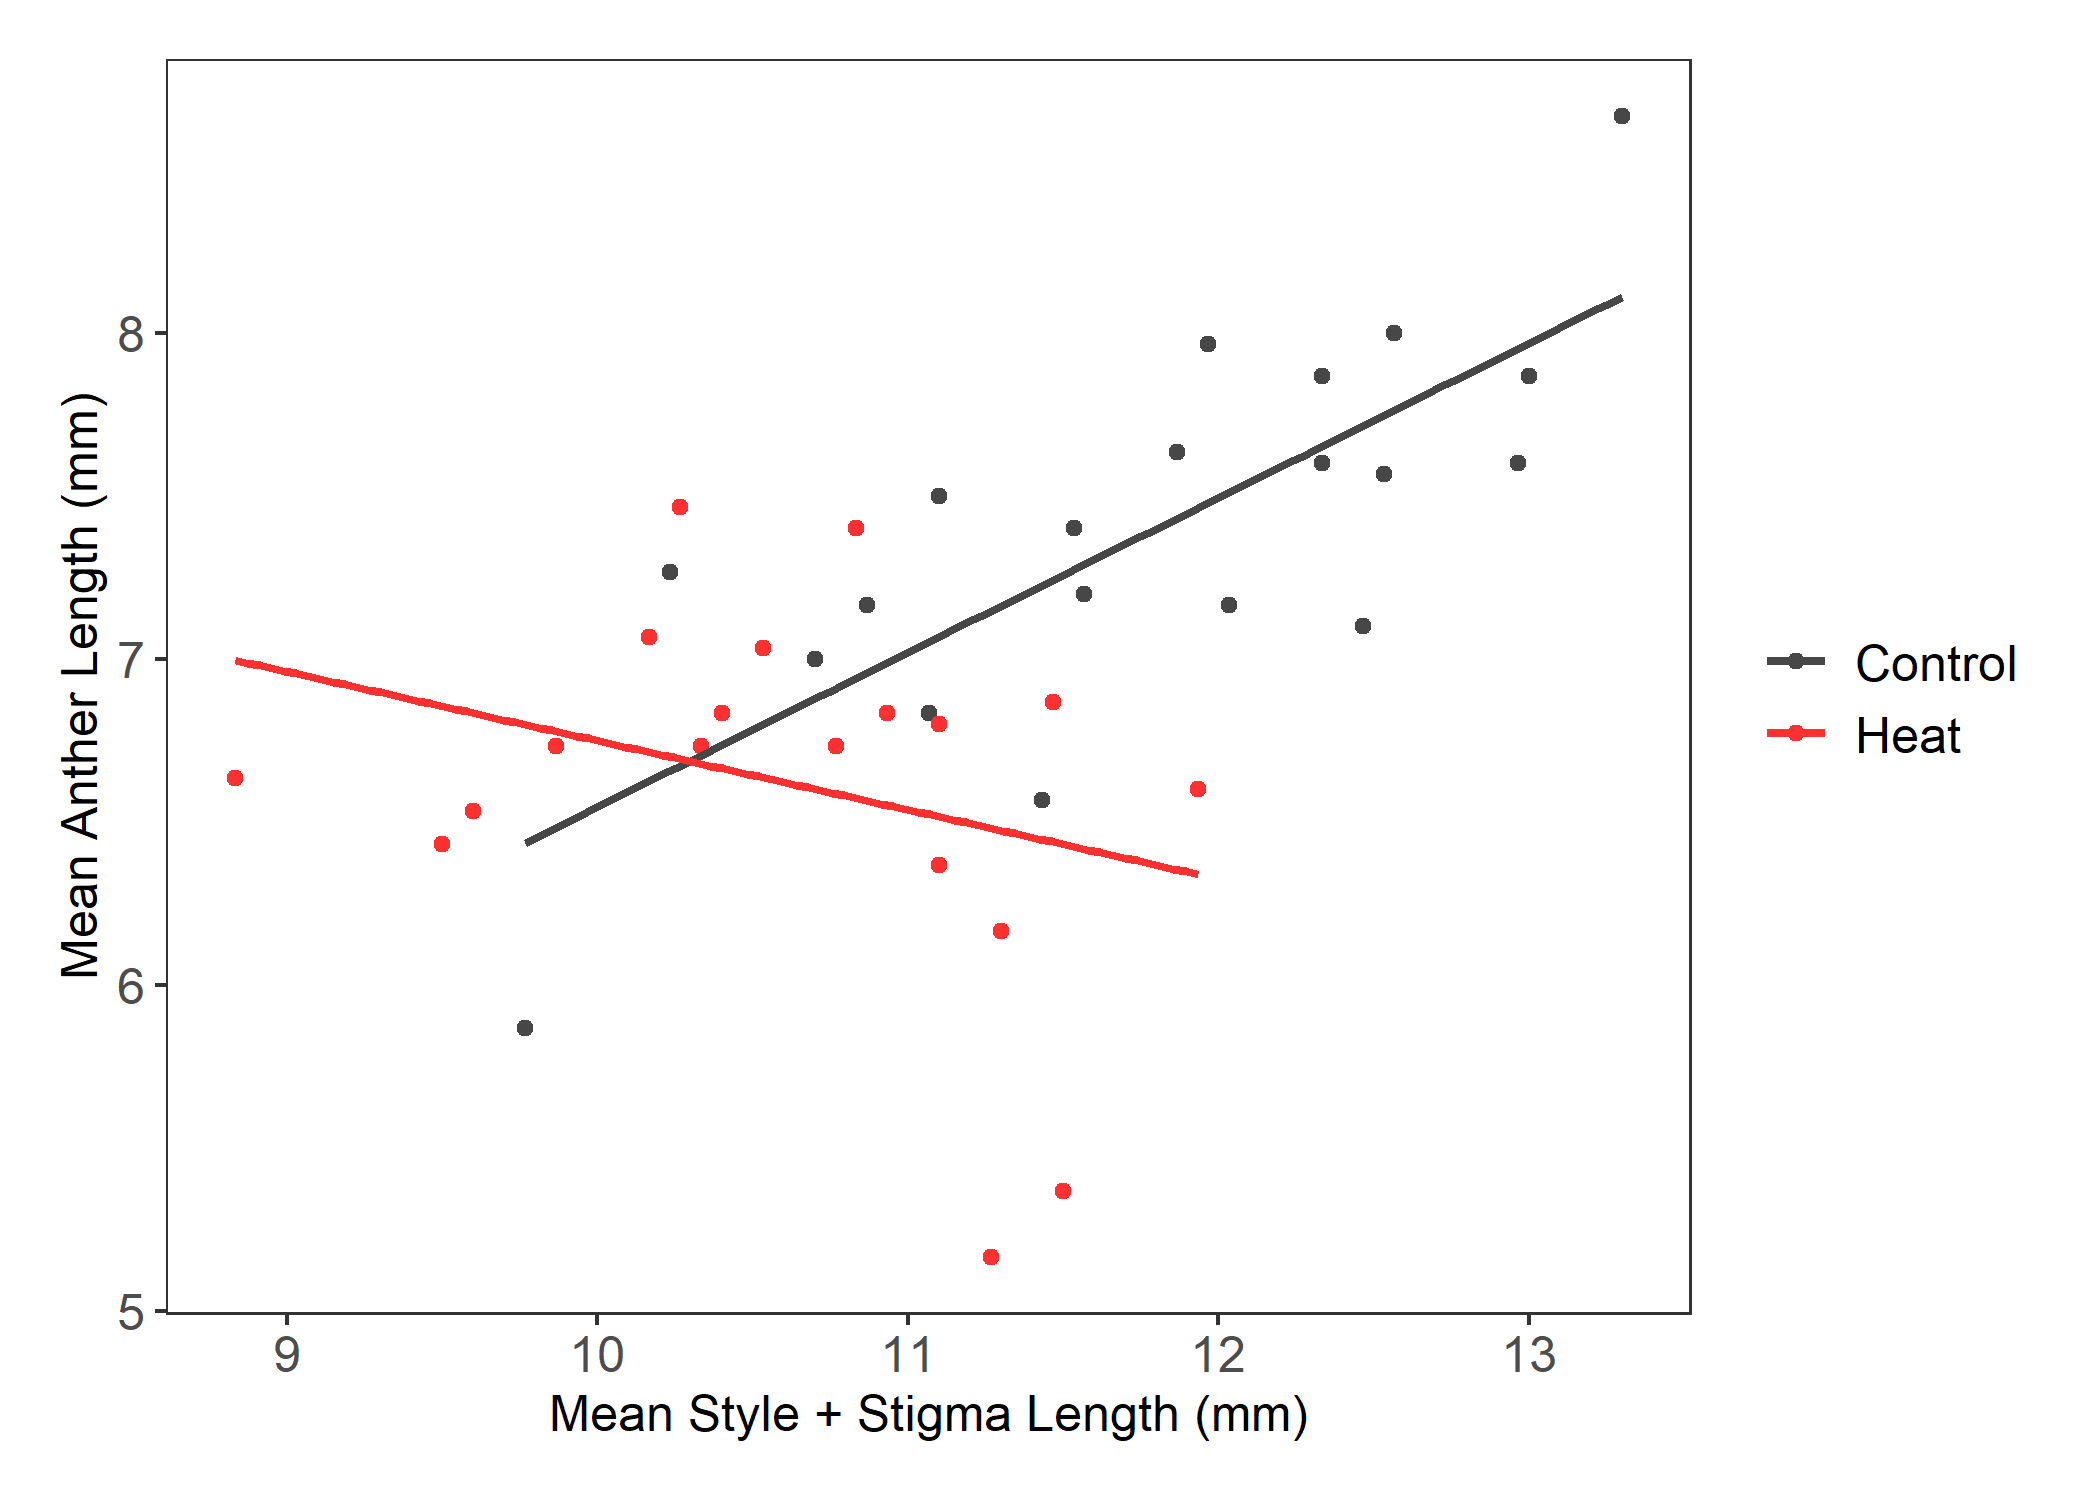 Mean Anther Length (mm)
8
7
6
5
9 10 11 12 13
Mean Style + Stigma Length (mm)
Control
Heat